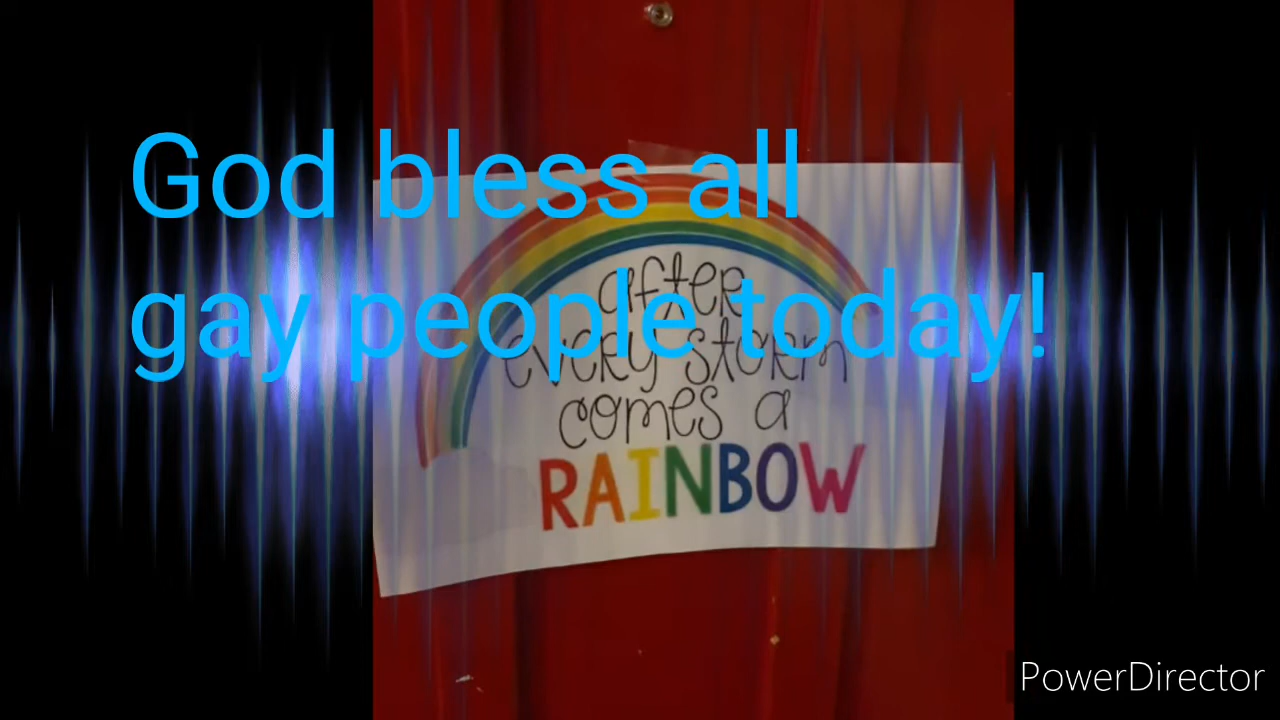 God bless all
gay people today!
after
every storm
comes a
RAINBOW
PowerDirector